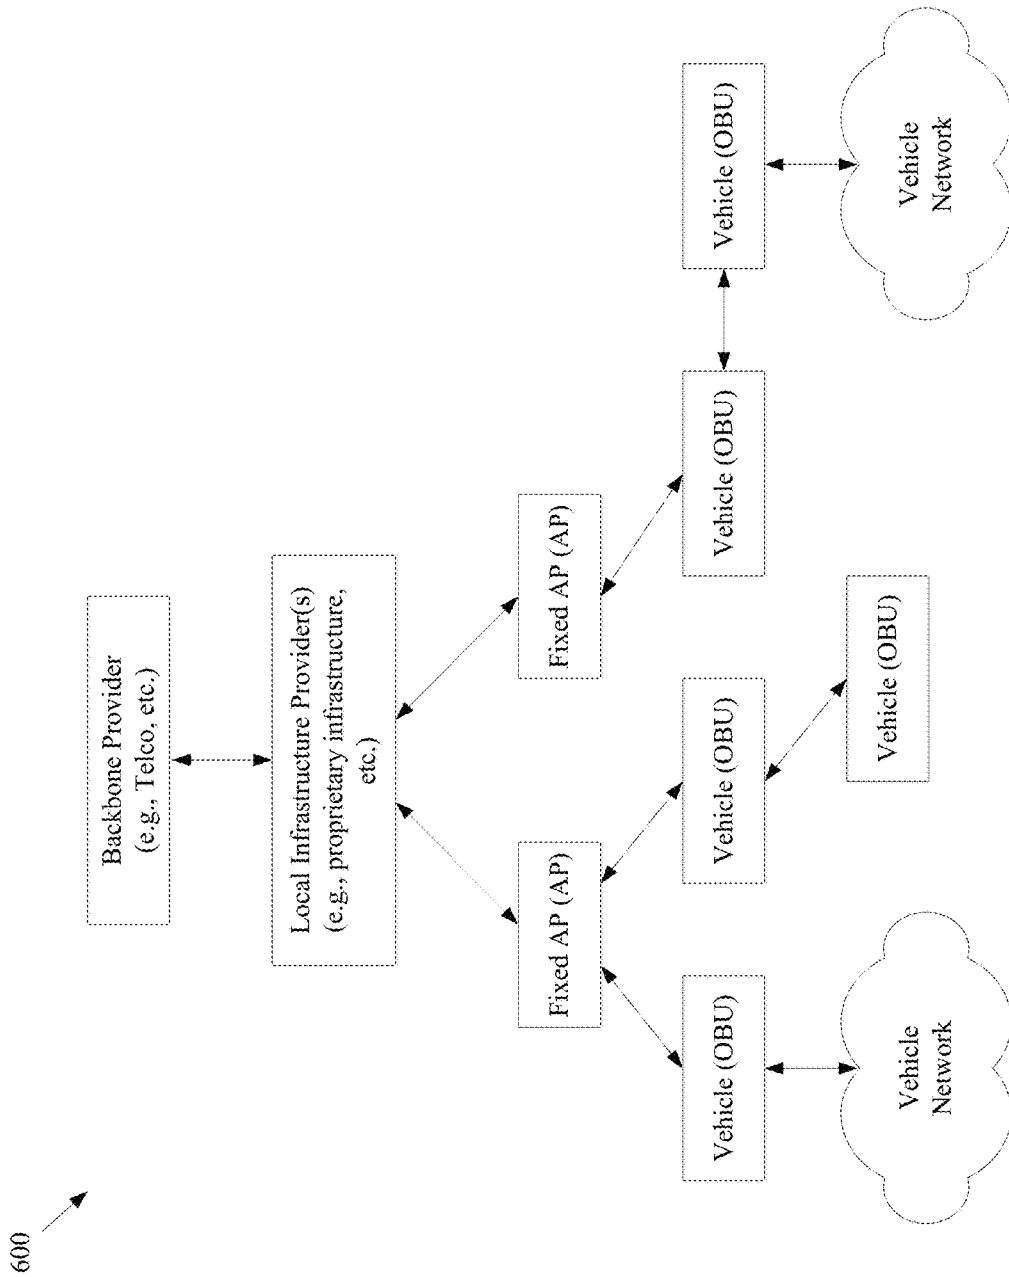 600
Backbone Provider
(e.g., Telco, etc.)
Local Infrastructure Provider(s)
(e.g., proprietary infrastructure,
etc.)
Fixed AP (AP)
Fixed AP (AP)
Vehicle (OBU)
Vehicle (OBU)
Vehicle (OBU)
Vehicle (OBU)
Vehicle (OBU)
Vehicle
Network
Vehicle
Network